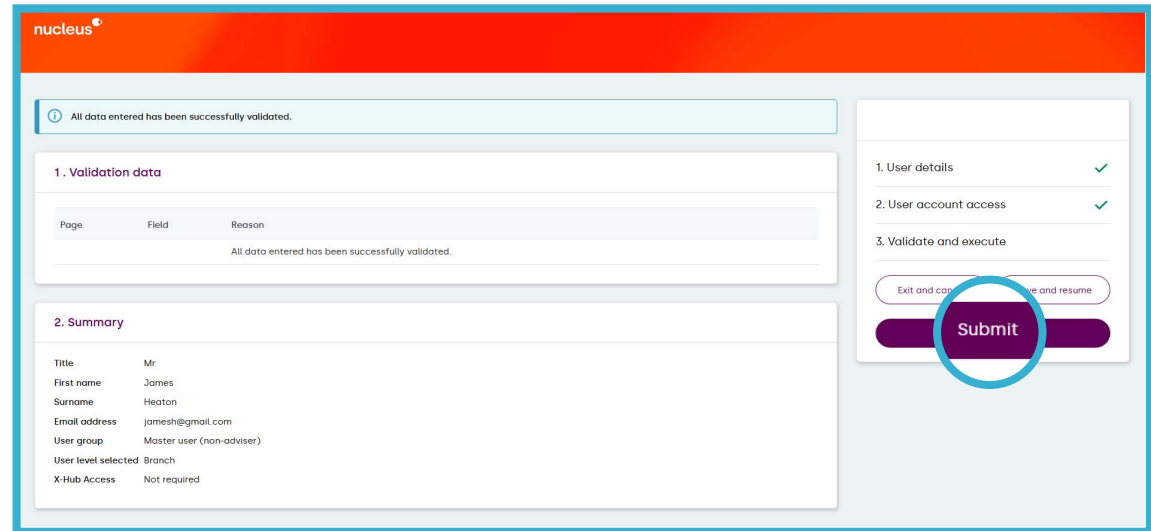 nucleus
All data entered has been successfully validated.
1. Validation data
Page Field Reason
All data entered has been successfully validated.
2. Summary
Title Mr
First name James
Surname Heaton
Email address jamesh@gmail.com
User group Master user (non-adviser)
User level selected Branch
X-Hub Access Not required
1. User details
2. User account access
3. Validate and execute
Exit and and resume
Submit